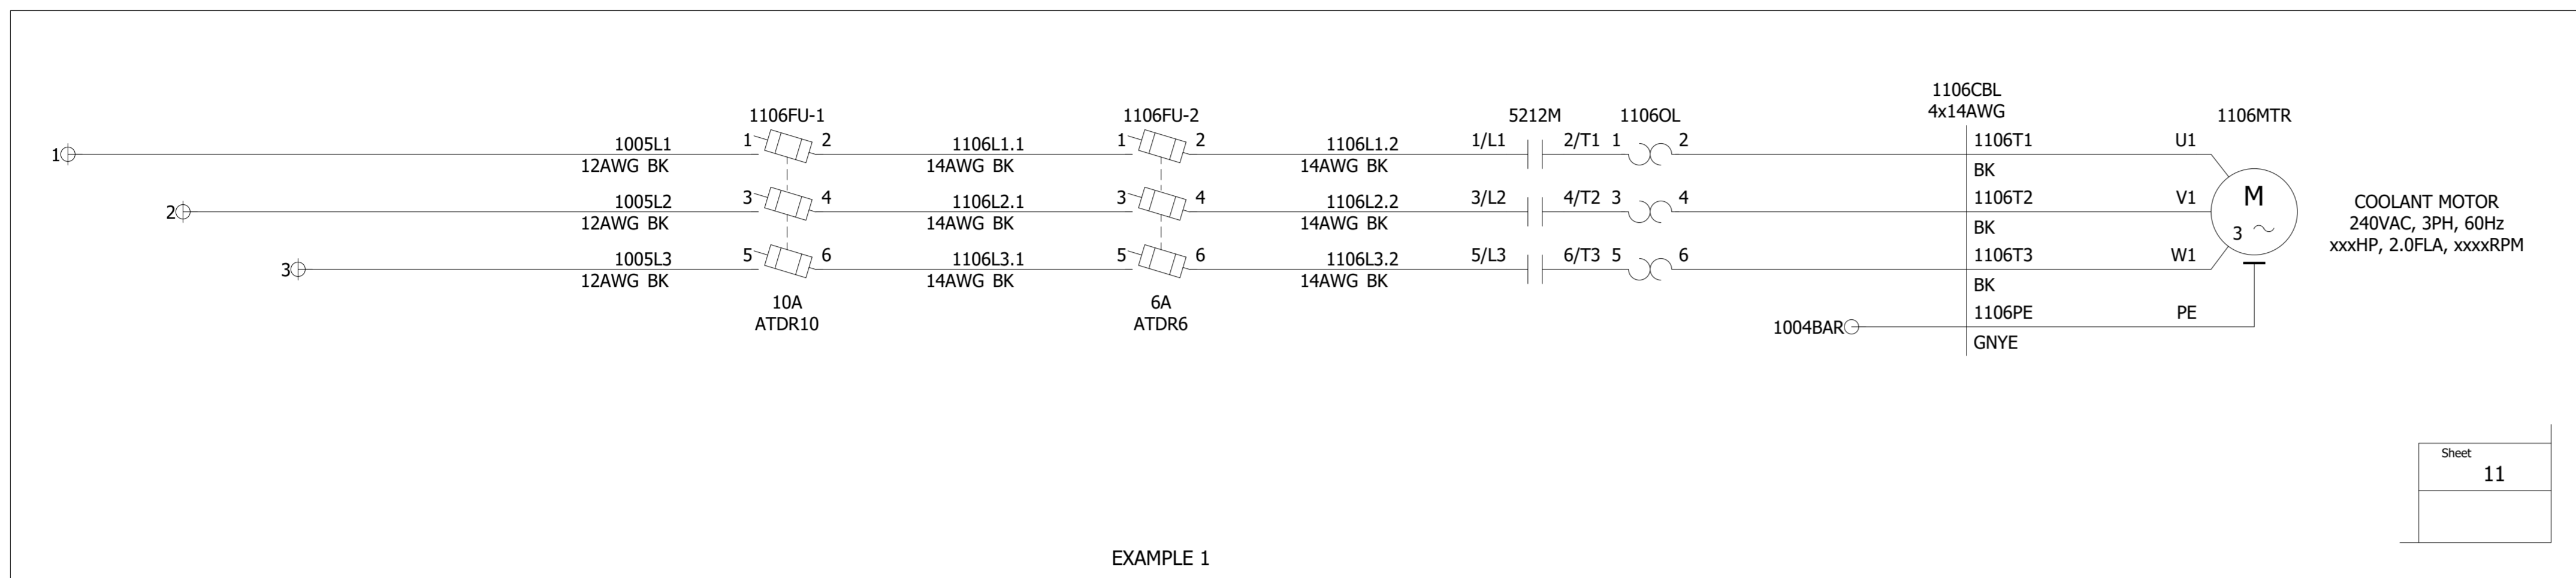 1106CBL
4x14AWG
1106FU-1 1106FU-2 5212M 1106OL 1106MTR
1 1005L1 1 2 1106L1.1 1 2 1106L1.2 1/L1 2/T1 1 2 1106T1 U1
12AWG BK 14AWG BK 14AWG BK BK
2 1005L2 3 4 1106L2.1 3 4 1106L2.2 3/L2 4/T2 3 4 1106T2 V1
12AWG BK 14AWG BK 14AWG BK BK
3 1005L3 5 6 1106L3.1 5 6 1106L3.2 5/L3 6/T3 5 6 1106T3 W1
12AWG BK 14AWG BK 14AWG BK BK
M
3 ~
COOLANT MOTOR
240VAC, 3PH, 60Hz
xxxHP, 2.0FLA, xxxxRPM
10A 6A
ATDR10 ATDR6
1004BAR 1106PE PE
GNYE
Sheet
11
EXAMPLE 1